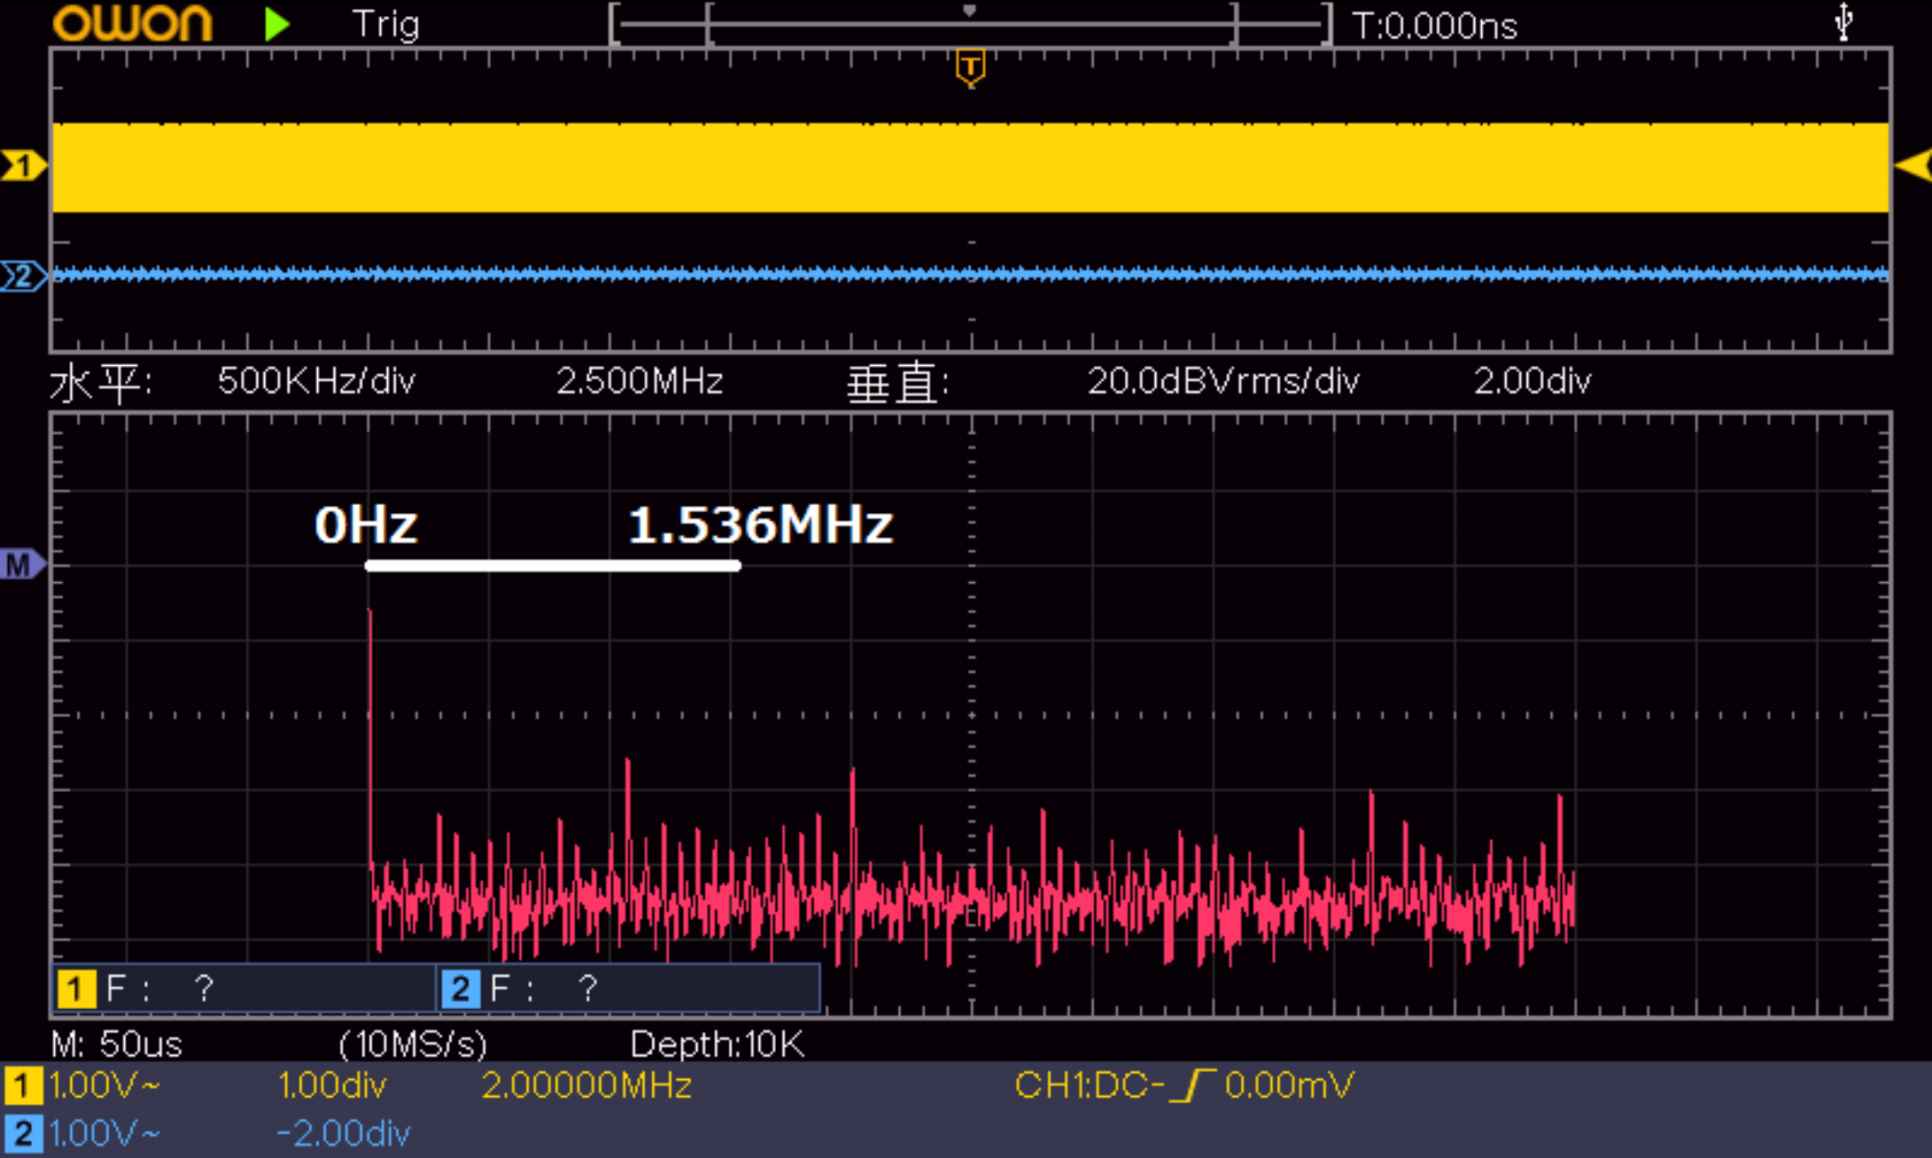 owon Trig T:0.000ns
T
1
2
水平: 500KHz/div 2.500MHz 垂直: 20.0dBVrms/div 2.00div
0Hz 1.536MHz
M
1 F : ? 2 F : ?
M: 50us (10MS/s) Depth:10K
1 1.00V~ 1.00div 2.00000MHz CH1:DC- 0.00mV
2 1.00V~ -2.00div